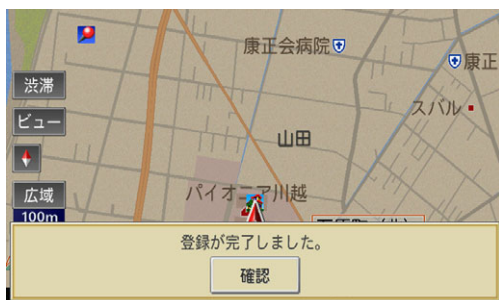 康正会病院
康正
渋滞
スバル
ビュー
山田
広域
パイオニア川越
100m
登録が完了しました。
確認